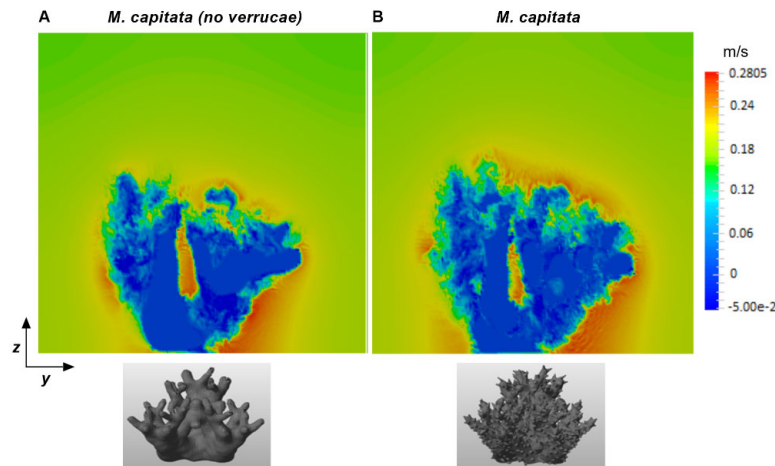 A M. capitata (no verrucae)
B M. capitata
m/s
0.2805
0.24
0.18
0.12
0.06
0
-5.00e-2
z
y